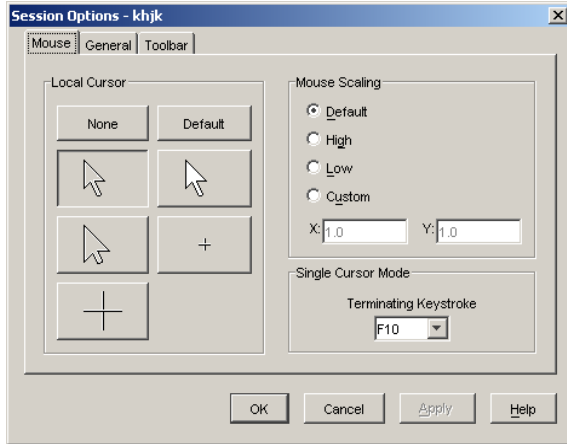 Session Options - khjk
Mouse General Toolbar
Local Cursor
None Default
Mouse Scaling
Default
High
Low
Custom
X: 1.0 Y: 1.0
Single Cursor Mode
Terminating Keystroke
F10
OK Cancel Apply Help